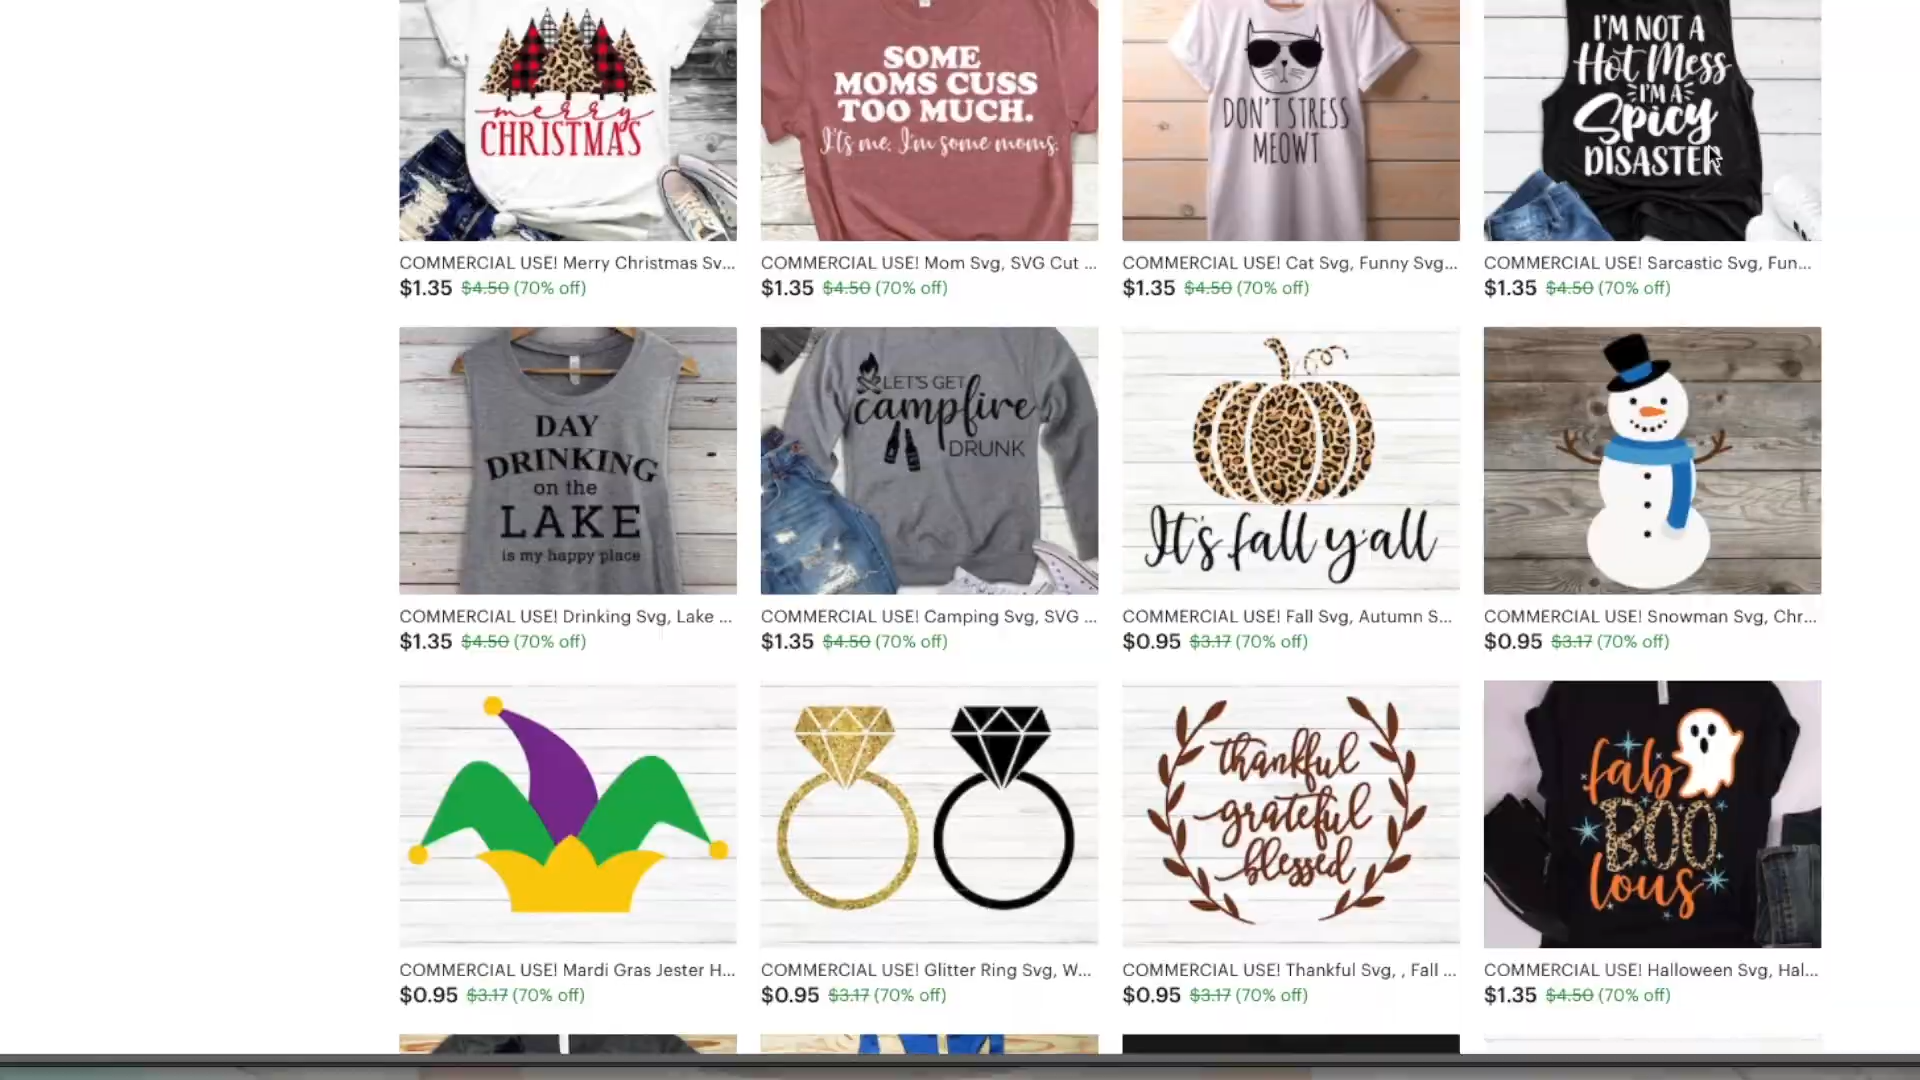 merry
CHRISTMAS
SOME
MOMS CUSS
TOO MUCH.
It's me. I'm some moms.
DON'T STRESS
MEOWT
I'M NOT A
Hot Mess
I'M A
Spicy
DISASTER
COMMERCIAL USE! Merry Christmas Sv...
$1.35 $4.50 (70% off)
COMMERCIAL USE! Mom Svg, SVG Cut ...
$1.35 $4.50 (70% off)
COMMERCIAL USE! Cat Svg, Funny Svg...
$1.35 $4.50 (70% off)
COMMERCIAL USE! Sarcastic Svg, Fun...
$1.35 $4.50 (70% off)
DAY
DRINKING
on the
LAKE
is my happy place
LET'S GET
campfire
DRUNK
It's fall y'all
COMMERCIAL USE! Drinking Svg, Lake ...
$1.35 $4.50 (70% off)
COMMERCIAL USE! Camping Svg, SVG ...
$1.35 $4.50 (70% off)
COMMERCIAL USE! Fall Svg, Autumn S...
$0.95 $3.17 (70% off)
COMMERCIAL USE! Snowman Svg, Chr...
$0.95 $3.17 (70% off)
thankful
grateful
blessed
fab
BOO
lous
COMMERCIAL USE! Mardi Gras Jester H...
$0.95 $3.17 (70% off)
COMMERCIAL USE! Glitter Ring Svg, W...
$0.95 $3.17 (70% off)
COMMERCIAL USE! Thankful Svg, , Fall ...
$0.95 $3.17 (70% off)
COMMERCIAL USE! Halloween Svg, Hal...
$1.35 $4.50 (70% off)